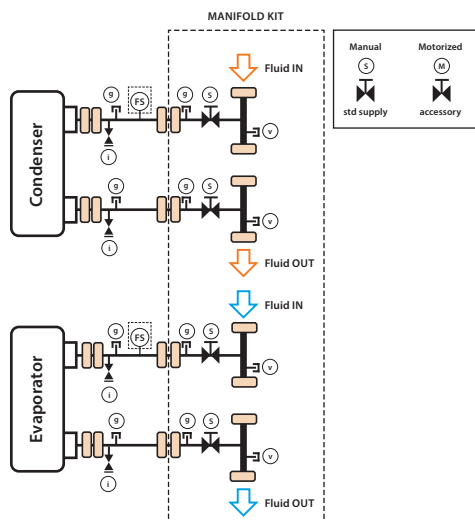 MANIFOLD KIT
Fluid IN
Manual
Motorized
S
M
std supply
accessory
Condenser
g
FS
g
S
v
i
g
g
S
v
i
Fluid OUT
Fluid IN
Evaporator
g
FS
g
S
v
i
g
g
S
v
i
Fluid OUT